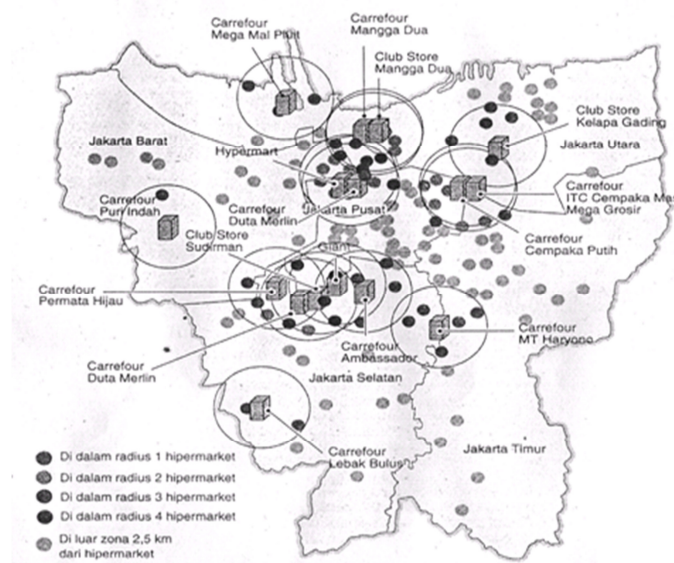 Carrefour
Mega Mal Pluit
Carrefour
Mangga Dua
Club Store
Mangga Dua
Club Store
Kelapa Gading
Jakarta Barat
Hypermart
Jakarta Utara
Carrefour
Puri Indah
Carrefour
Duta Merlin
Jakarta Pusat
Carrefour
ITC Cempaka Mas
Mega Grosir
Club Store
Sudirman
Giant
Carrefour
Cempaka Putih
Carrefour
Permata Hijau
Carrefour
MT Haryono
Carrefour
Ambassador
Carrefour
Duta Merlin
Jakarta Selatan
Carrefour
Lebak Bulus
Jakarta Timur
Di dalam radius 1 hipermarket
Di dalam radius 2 hipermarket
Di dalam radius 3 hipermarket
Di dalam radius 4 hipermarket
Di luar zona 2,5 km
dari hipermarket